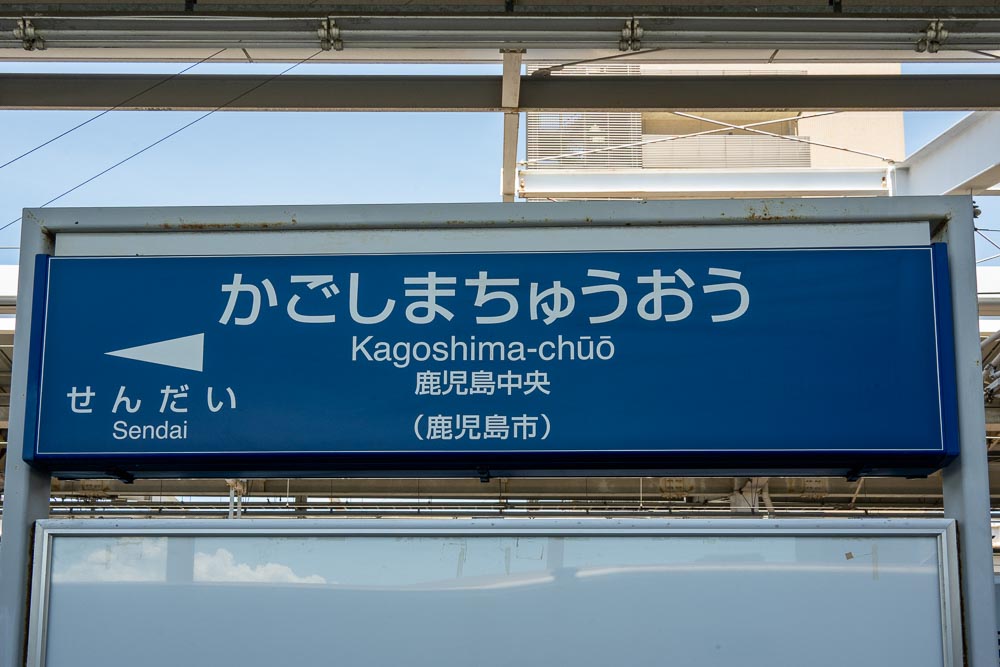 かごしまちゅうおう
Kagoshima-chūō
鹿児島中央
（鹿児島市）
せんだい
Sendai